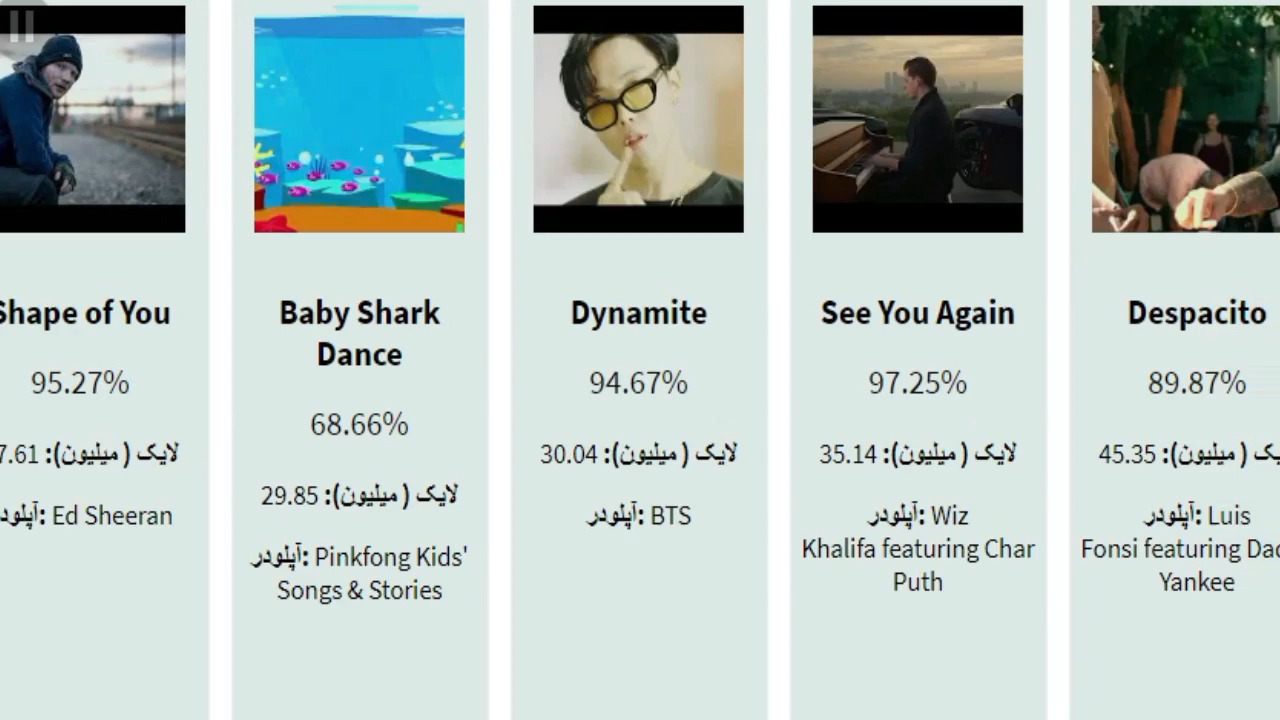 Shape of You
95.27%
7.61 :(لایک ( میلیون
آپلودر: Ed Sheeran
Baby Shark
Dance
68.66%
29.85 :(لایک ( میلیون
آپلودر: Pinkfong Kids'
Songs & Stories
Dynamite
94.67%
30.04 :(لایک ( میلیون
آپلودر: BTS
See You Again
97.25%
35.14 :(لایک ( میلیون
آپلودر: Wiz
Khalifa featuring Char
Puth
Despacito
89.87%
45.35 :(لایک ( میلیون
آپلودر: Luis
Fonsi featuring Dad
Yankee